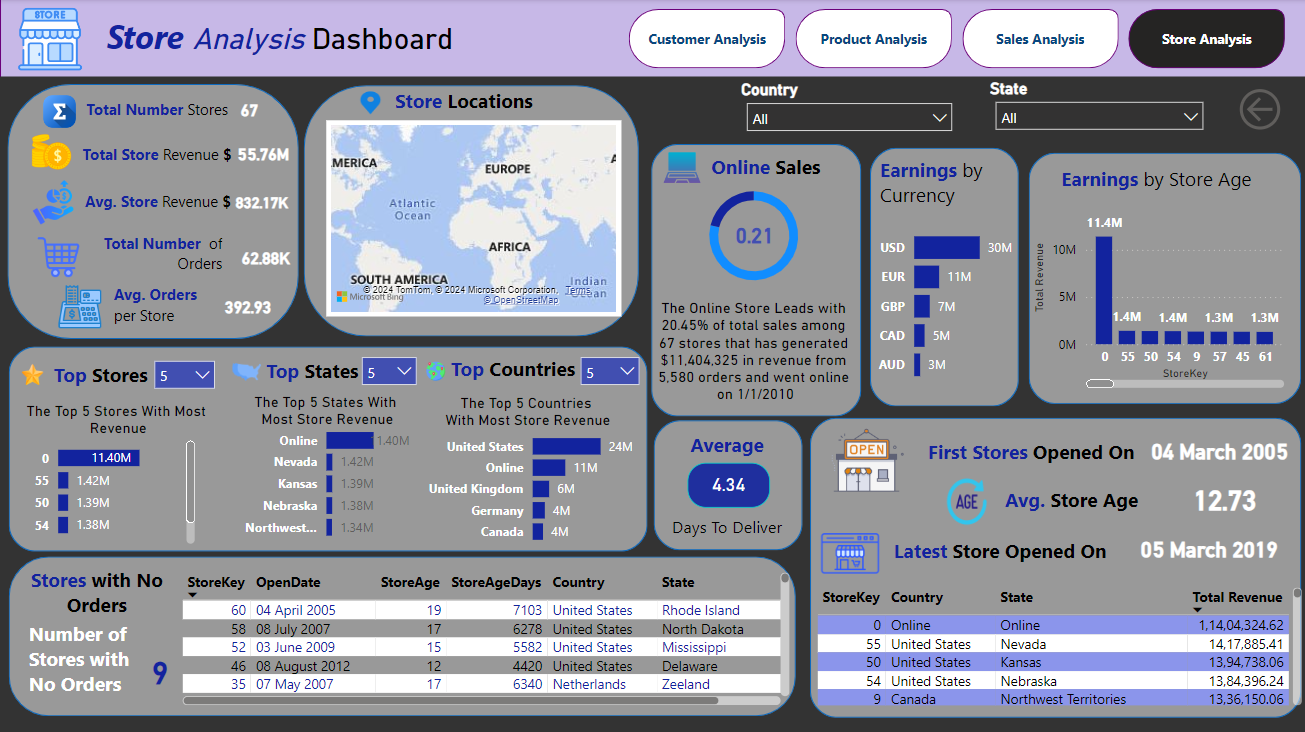 STORE
Store Analysis Dashboard
Customer Analysis
Product Analysis
Sales Analysis
Store Analysis
Total Number Stores 67
Total Store Revenue $ 55.76M
Avg. Store Revenue $ 832.17K
Total Number of
Orders
62.88K
Avg. Orders
per Store
392.93
Store Locations
MERICA
EUROPE
A
Atlantic
Ocean
AFRICA
SOUTH AMERICA
Indian
Ocean
Microsoft Bing
© 2024 TomTom, © 2024 Microsoft Corporation, Terms
© OpenStreetMap
Country
All
State
All
Online Sales
0.21
The Online Store Leads with
20.45% of total sales among
67 stores that has generated
$11,404,325 in revenue from
5,580 orders and went online
on 1/1/2010
Earnings by
Currency
USD 30M
EUR 11M
GBP 7M
CAD 5M
AUD 3M
Earnings by Store Age
Total Revenue
10M
5M
0M
11.4M
1.4M 1.4M 1.3M 1.3M
0 55 50 54 9 57 45 61
StoreKey
Top Stores 5
The Top 5 Stores With Most
Revenue
0 11.40M
55 1.42M
50 1.39M
54 1.38M
Top States 5
The Top 5 States With
Most Store Revenue
Online 1.40M
Nevada 1.42M
Kansas 1.39M
Nebraska 1.38M
Northwest... 1.34M
Top Countries 5
The Top 5 Countries
With Most Store Revenue
United States 24M
Online 11M
United Kingdom 6M
Germany 4M
Canada 4M
Average
4.34
Days To Deliver
OPEN
First Stores Opened On 04 March 2005
AGE
Avg. Store Age 12.73
Latest Store Opened On 05 March 2019
StoreKey Country State Total Revenue
0 Online Online 1,14,04,324.62
55 United States Nevada 14,17,885.41
50 United States Kansas 13,94,738.06
54 United States Nebraska 13,84,396.24
9 Canada Northwest Territories 13,36,150.06
Stores with No
Orders
Number of
Stores with
No Orders
9
StoreKey OpenDate StoreAge StoreAgeDays Country State
60 04 April 2005 19 7103 United States Rhode Island
58 08 July 2007 17 6278 United States North Dakota
52 03 June 2009 15 5582 United States Mississippi
46 08 August 2012 12 4420 United States Delaware
35 07 May 2007 17 6340 Netherlands Zeeland